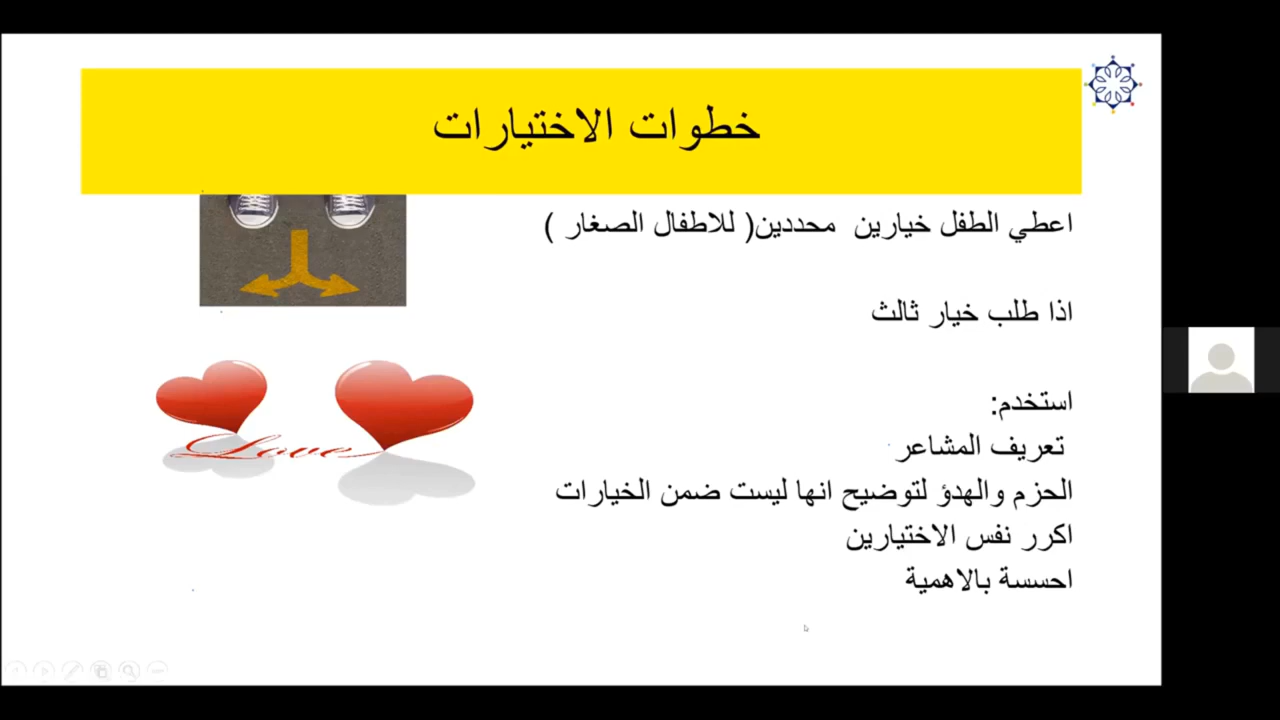 خطوات الاختيارات
اعطي الطفل خيارين محددين( للاطفال الصغار )
اذا طلب خيار ثالث
استخدم:
تعريف المشاعر
الحزم والهدؤ لتوضيح انها ليست ضمن الخيارات
اكرر نفس الاختيارين
احسسة بالاهمية
Love